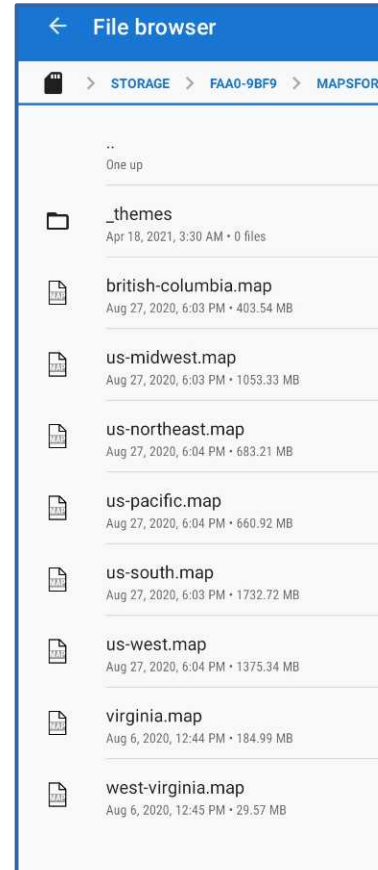 File browser
STORAGE > FAA0-9BF9 > MAPSFOR
..
One up
_themes
Apr 18, 2021, 3:30 AM • 0 files
british-columbia.map
Aug 27, 2020, 6:03 PM • 403.54 MB
us-midwest.map
Aug 27, 2020, 6:03 PM • 1053.33 MB
us-northeast.map
Aug 27, 2020, 6:04 PM • 683.21 MB
us-pacific.map
Aug 27, 2020, 6:04 PM • 660.92 MB
us-south.map
Aug 27, 2020, 6:03 PM • 1732.72 MB
us-west.map
Aug 27, 2020, 6:04 PM • 1375.34 MB
virginia.map
Aug 6, 2020, 12:44 PM • 184.99 MB
west-virginia.map
Aug 6, 2020, 12:45 PM • 29.57 MB